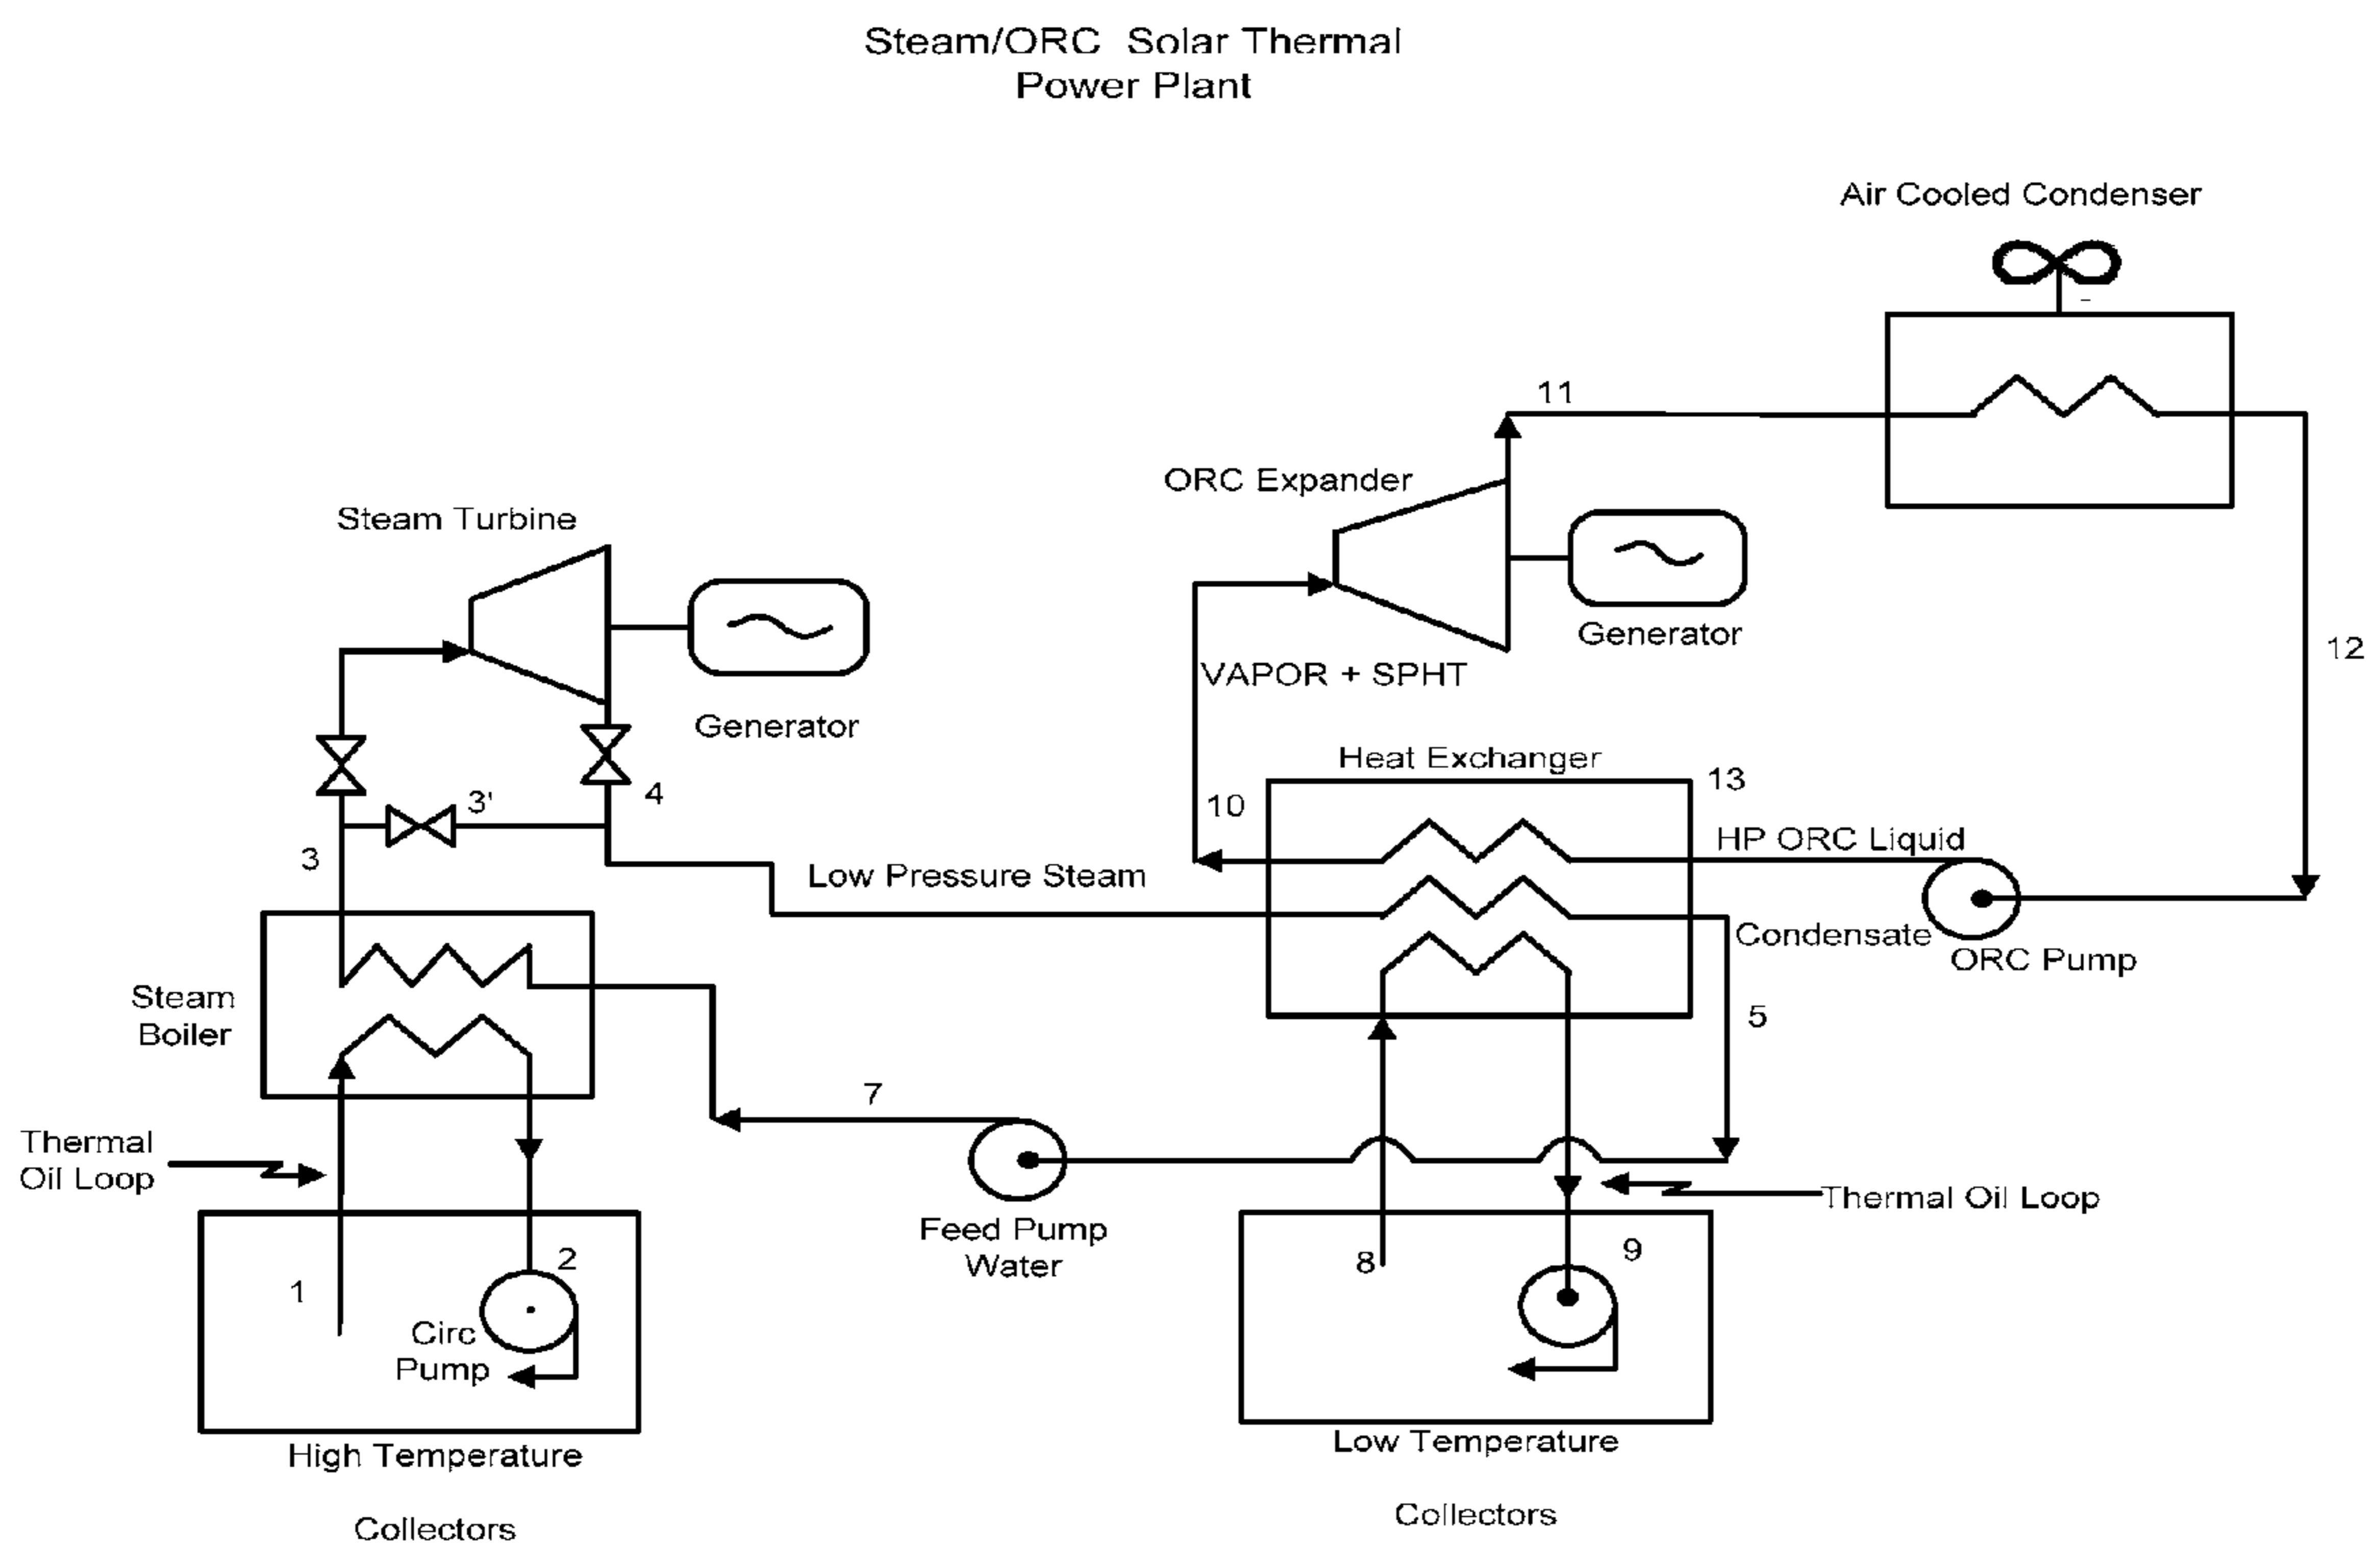 Steam/ORC Solar Thermal
Power Plant
Air Cooled Condenser
11
ORC Expander
Steam Turbine
Generator
12
VAPOR + SPHT
Generator
Heat Exchanger
13
3'
4
10
HP ORC Liquid
3
Low Pressure Steam
Condensate
ORC Pump
Steam
Boiler
5
7
Thermal
Oil Loop
Thermal Oil Loop
Feed Pump
Water
2
1
8
9
Circ
Pump
High Temperature
Collectors
Low Temperature
Collectors